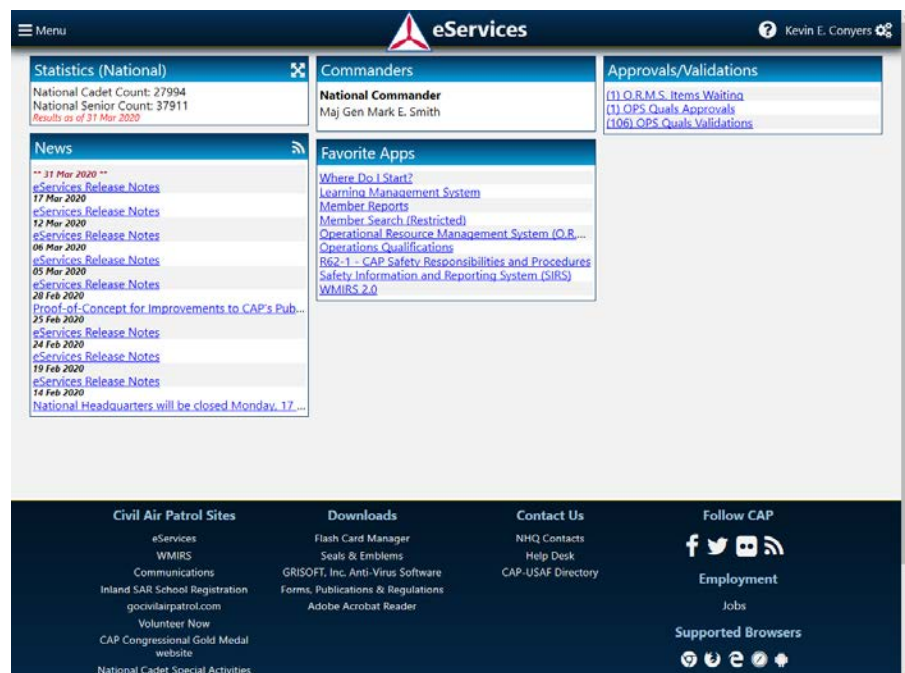 Menu
eServices
Kevin E. Conyers
Statistics (National)
National Cadet Count: 27994
National Senior Count: 37911
Results as of 31 Mar 2020
News
** 31 Mar 2020 **
eServices Release Notes
17 Mar 2020
eServices Release Notes
12 Mar 2020
eServices Release Notes
06 Mar 2020
eServices Release Notes
05 Mar 2020
eServices Release Notes
28 Feb 2020
Proof-of-Concept for Improvements to CAP's Pub...
25 Feb 2020
eServices Release Notes
24 Feb 2020
eServices Release Notes
19 Feb 2020
eServices Release Notes
14 Feb 2020
National Headquarters will be closed Monday, 17 ...
Commanders
National Commander
Maj Gen Mark E. Smith
Favorite Apps
Where Do I Start?
Learning Management System
Member Reports
Member Search (Restricted)
Operational Resource Management System (O.R....
Operations Qualifications
R62-1 - CAP Safety Responsibilities and Procedures
Safety Information and Reporting System (SIRS)
WMIRS 2.0
Approvals/Validations
(1) O.R.M.S. Items Waiting
(1) OPS Quals Approvals
(106) OPS Quals Validations
Civil Air Patrol Sites
eServices
WMIRS
Communications
Inland SAR School Registration
gocivilairpatrol.com
Volunteer Now
CAP Congressional Gold Medal
website
National Cadet Special Activities
Downloads
Flash Card Manager
Seals & Emblems
GRISOFT, Inc. Anti-Virus Software
Forms, Publications & Regulations
Adobe Acrobat Reader
Contact Us
NHQ Contacts
Help Desk
CAP-USAF Directory
Follow CAP
Employment
Jobs
Supported Browsers